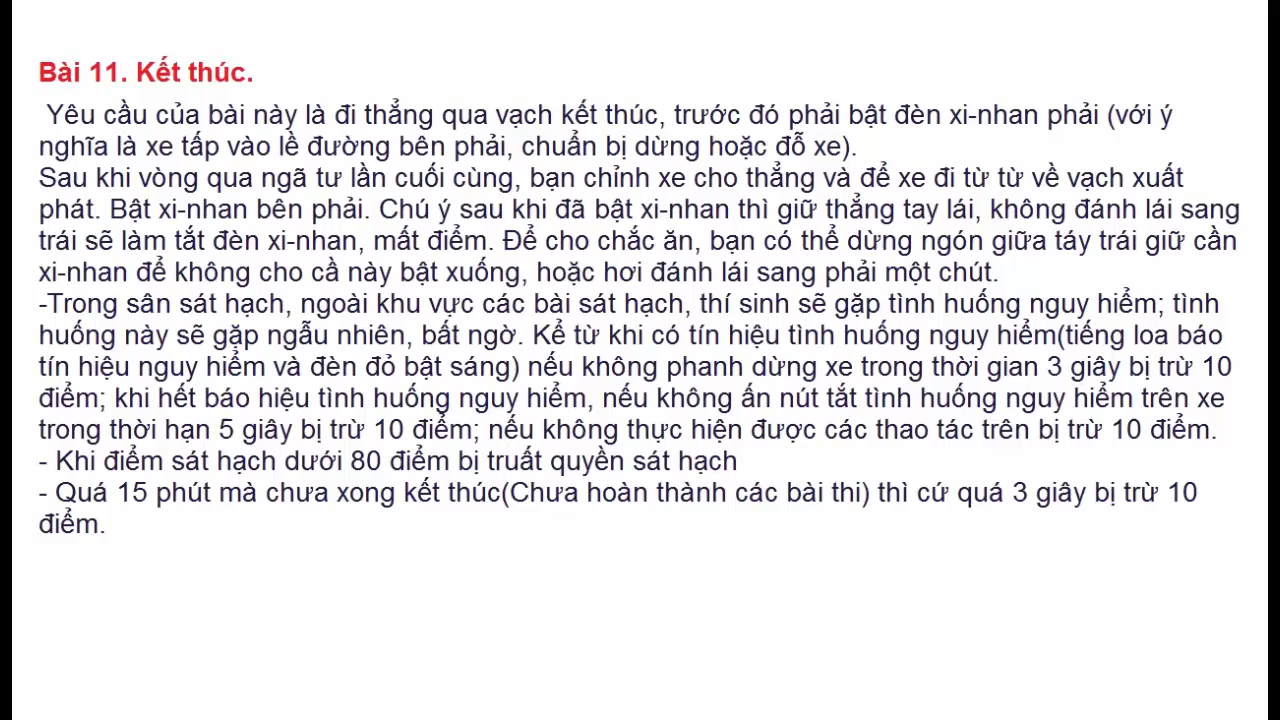 Bài 11. Kết thúc.
Yêu cầu của bài này là đi thẳng qua vạch kết thúc, trước đó phải bật đèn xi-nhan phải (với ý
nghĩa là xe tấp vào lề đường bên phải, chuẩn bị dừng hoặc đỗ xe).
Sau khi vòng qua ngã tư lần cuối cùng, bạn chỉnh xe cho thẳng và để xe đi từ từ về vạch xuất
phát. Bật xi-nhan bên phải. Chú ý sau khi đã bật xi-nhan thì giữ thẳng tay lái, không đánh lái sang
trái sẽ làm tắt đèn xi-nhan, mất điểm. Để cho chắc ăn, bạn có thể dừng ngón giữa táy trái giữ cần
xi-nhan để không cho cầ này bật xuống, hoặc hơi đánh lái sang phải một chút.
-Trong sân sát hạch, ngoài khu vực các bài sát hạch, thí sinh sẽ gặp tình huống nguy hiểm; tình
huống này sẽ gặp ngẫu nhiên, bất ngờ. Kể từ khi có tín hiệu tình huống nguy hiểm(tiếng loa báo
tín hiệu nguy hiểm và đèn đỏ bật sáng) nếu không phanh dừng xe trong thời gian 3 giây bị trừ 10
điểm; khi hết báo hiệu tình huống nguy hiểm, nếu không ấn nút tắt tình huống nguy hiểm trên xe
trong thời hạn 5 giây bị trừ 10 điểm; nếu không thực hiện được các thao tác trên bị trừ 10 điểm.
- Khi điểm sát hạch dưới 80 điểm bị truất quyền sát hạch
- Quá 15 phút mà chưa xong kết thúc(Chưa hoàn thành các bài thi) thì cứ quá 3 giây bị trừ 10
điểm.